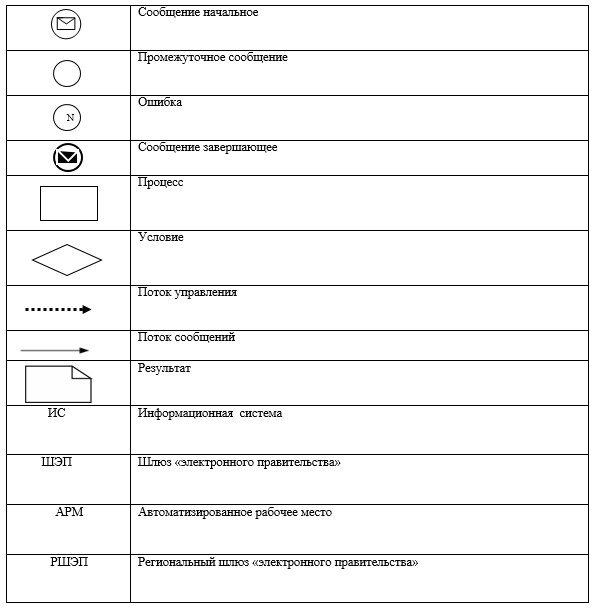 Сообщение начальное
Промежуточное сообщение
N
Ошибка
Сообщение завершающее
Процесс
Условие
Поток управления
Поток сообщений
Результат
ИС
Информационная система
ШЭП
Шлюз «электронного правительства»
АРМ
Автоматизированное рабочее место
РШЭП
Региональный шлюз «электронного правительства»